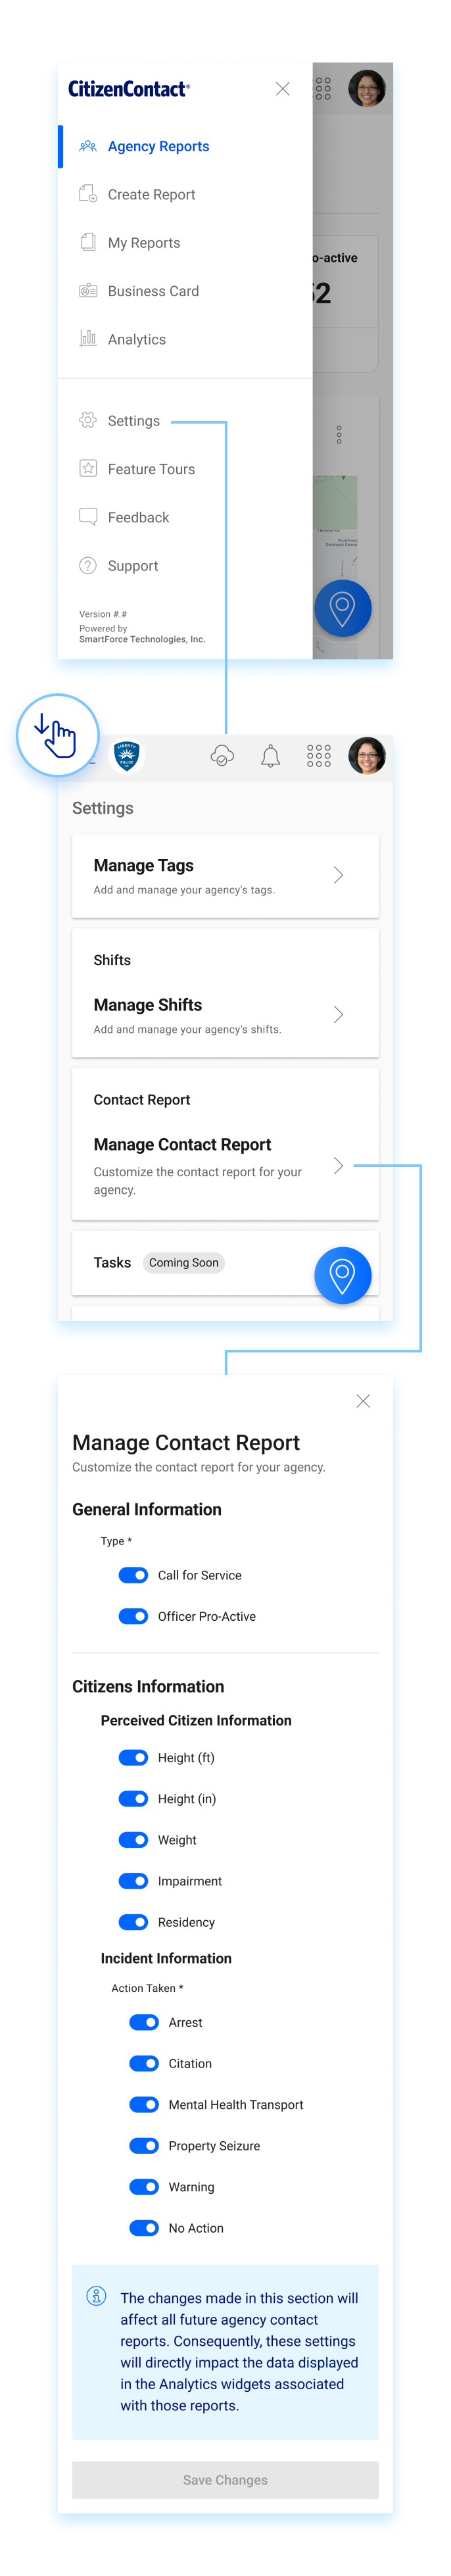 CitizenContact®
Agency Reports
Create Report
My Reports
o-active
52
Business Card
Analytics
Settings
Feature Tours
Feedback
Support
Version #.#
Powered by
SmartForce Technologies, Inc.
LIBERTY
POLICE
Settings
Manage Tags
Add and manage your agency's tags.
Shifts
Manage Shifts
Add and manage your agency's shifts.
Contact Report
Manage Contact Report
Customize the contact report for your
agency.
Tasks Coming Soon
Manage Contact Report
Customize the contact report for your agency.
General Information
Type *
Call for Service
Officer Pro-Active
Citizens Information
Perceived Citizen Information
Height (ft)
Height (in)
Weight
Impairment
Residency
Incident Information
Action Taken *
Arrest
Citation
Mental Health Transport
Property Seizure
Warning
No Action
The changes made in this section will
affect all future agency contact
reports. Consequently, these settings
will directly impact the data displayed
in the Analytics widgets associated
with those reports.
Save Changes